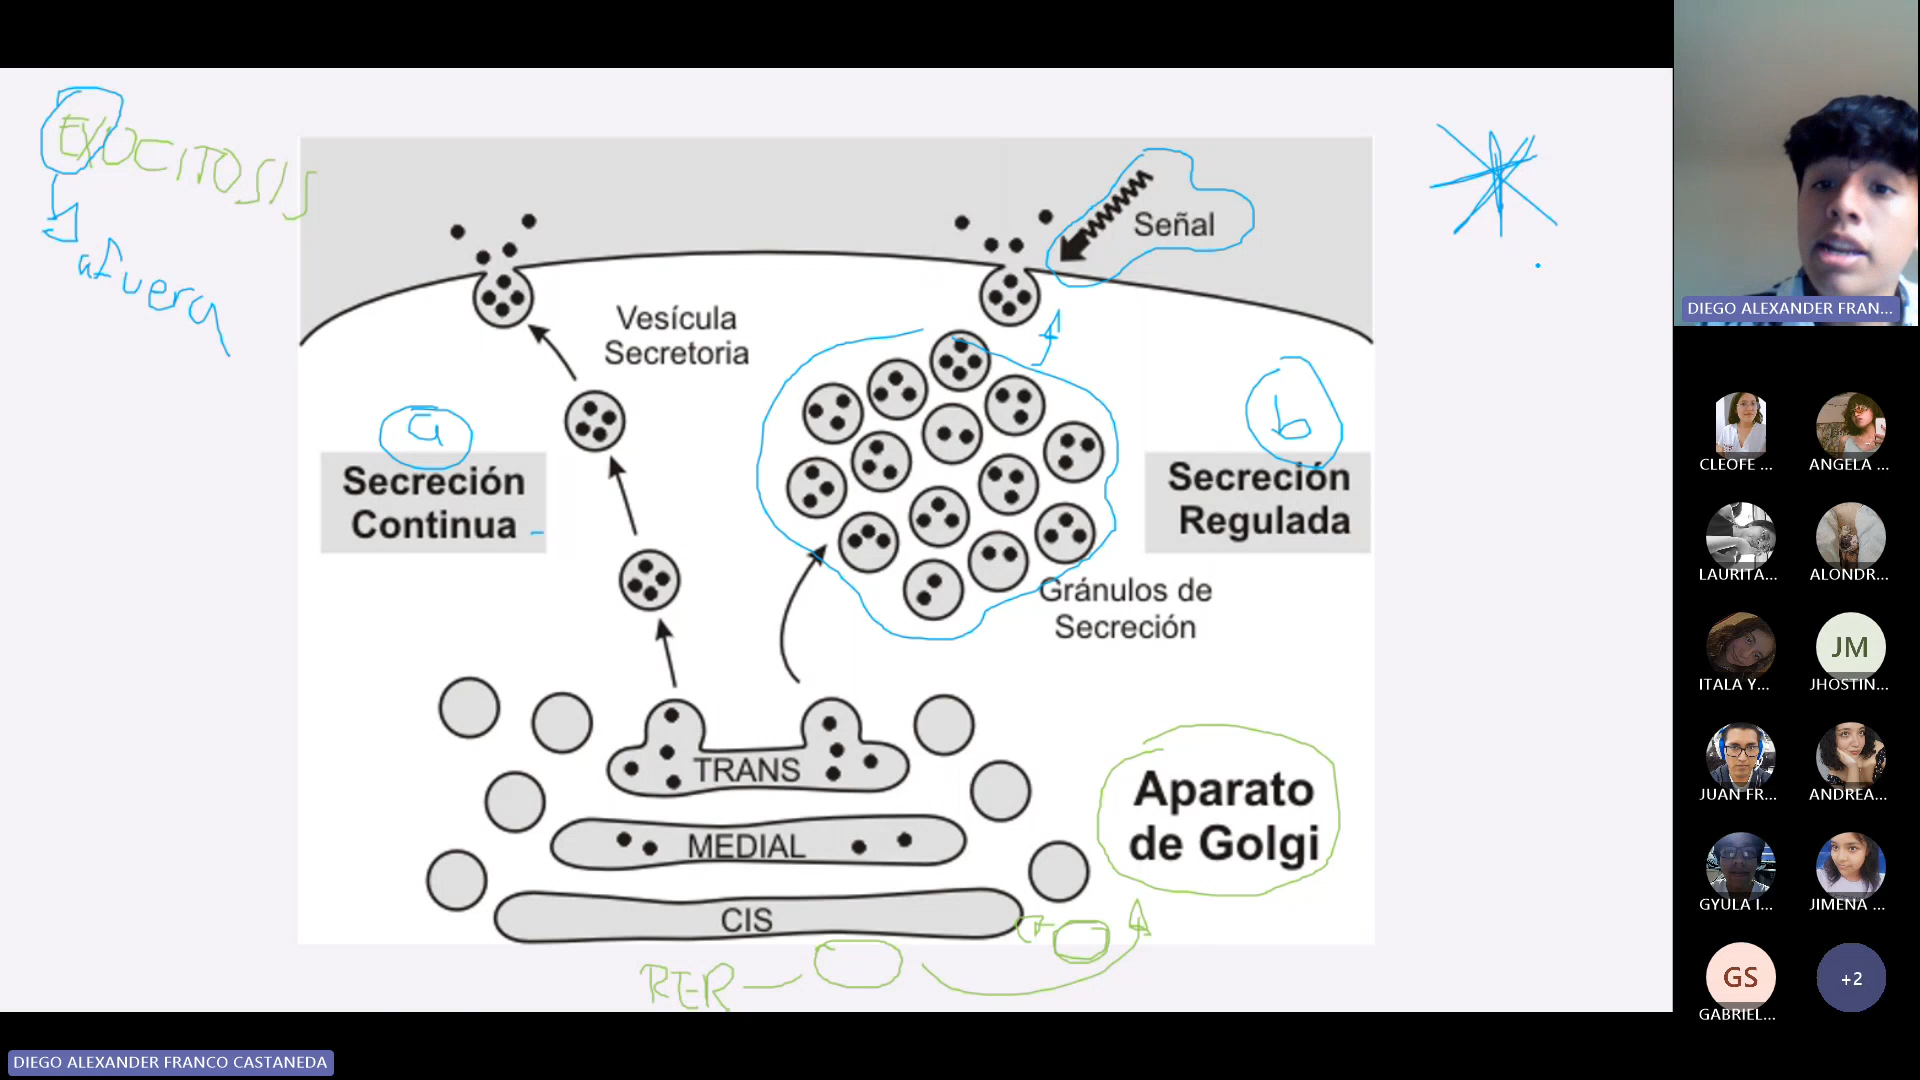 EXOCITOSIS
afuera
Señal
Vesícula
Secretoria
a
Secreción
Continua
b
Secreción
Regulada
Gránulos de
Secreción
TRANS
MEDIAL
CIS
Aparato
de Golgi
RER
DIEGO ALEXANDER FRAN...
CLEOFE ...
ANGELA ...
LAURITA...
ALONDR...
ITALA Y...
JM
JHOSTIN...
JUAN FR...
ANDREA...
GYULA I...
JIMENA ...
GS
GABRIEL...
+2
DIEGO ALEXANDER FRANCO CASTANEDA